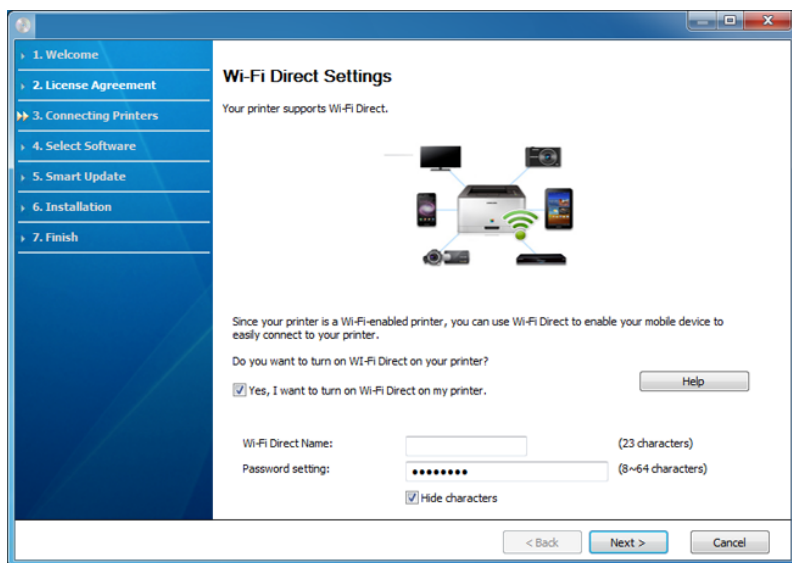 1. Welcome
2. License Agreement
3. Connecting Printers
4. Select Software
5. Smart Update
6. Installation
7. Finish
Wi-Fi Direct Settings
Your printer supports Wi-Fi Direct.
Since your printer is a Wi-Fi-enabled printer, you can use Wi-Fi Direct to enable your mobile device to
easily connect to your printer.
Do you want to turn on WI-Fi Direct on your printer?
Yes, I want to turn on Wi-Fi Direct on my printer.
Help
Wi-Fi Direct Name: (23 characters)
Password setting: •••••••• (8~64 characters)
Hide characters
< Back Next > Cancel